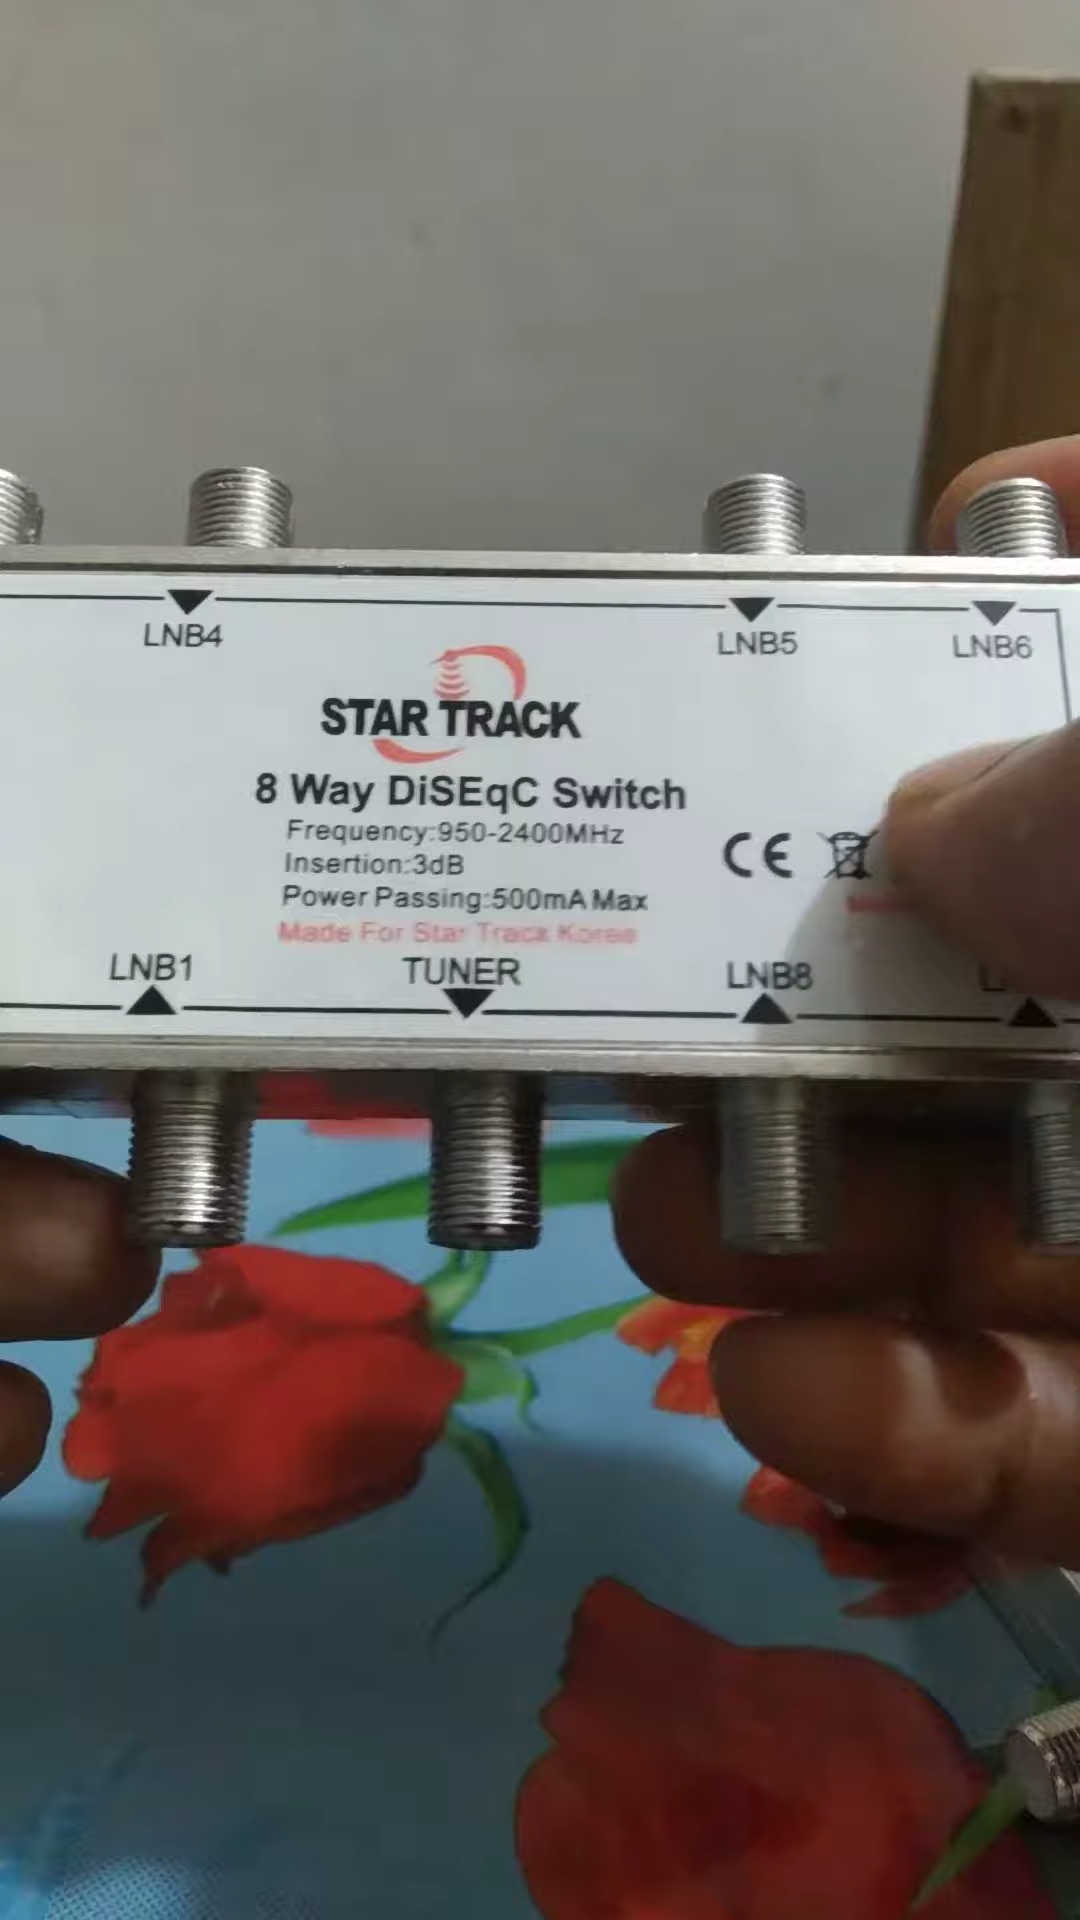 LNB4
LNB5
LNB6
STAR TRACK
8 Way DiSEqC Switch
Frequency:950-2400MHz
Insertion:3dB
Power Passing:500mA Max
CE
Made For Star Track Korea
LNB1
TUNER
LNB8